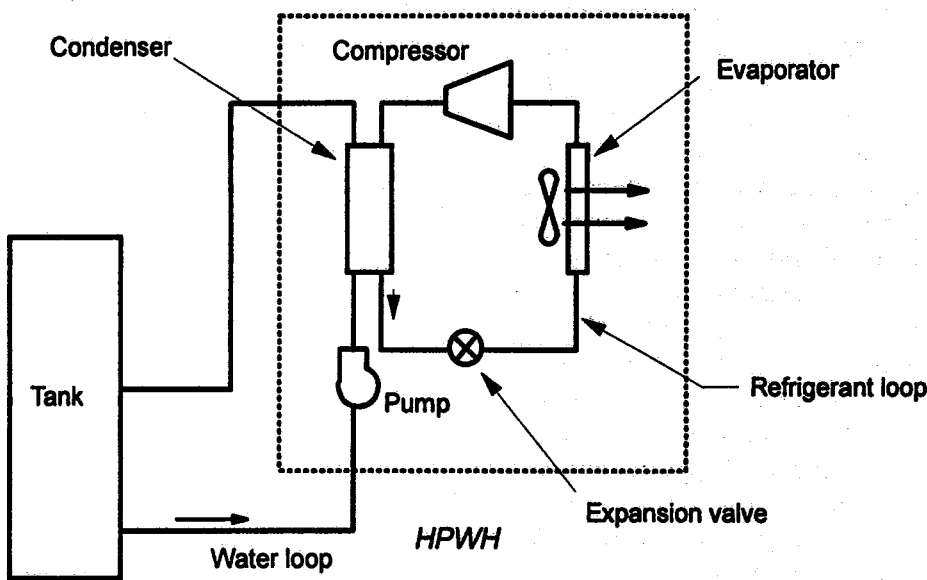 Condenser
Compressor
Evaporator
Tank
Pump
Refrigerant loop
Expansion valve
HPWH
Water loop